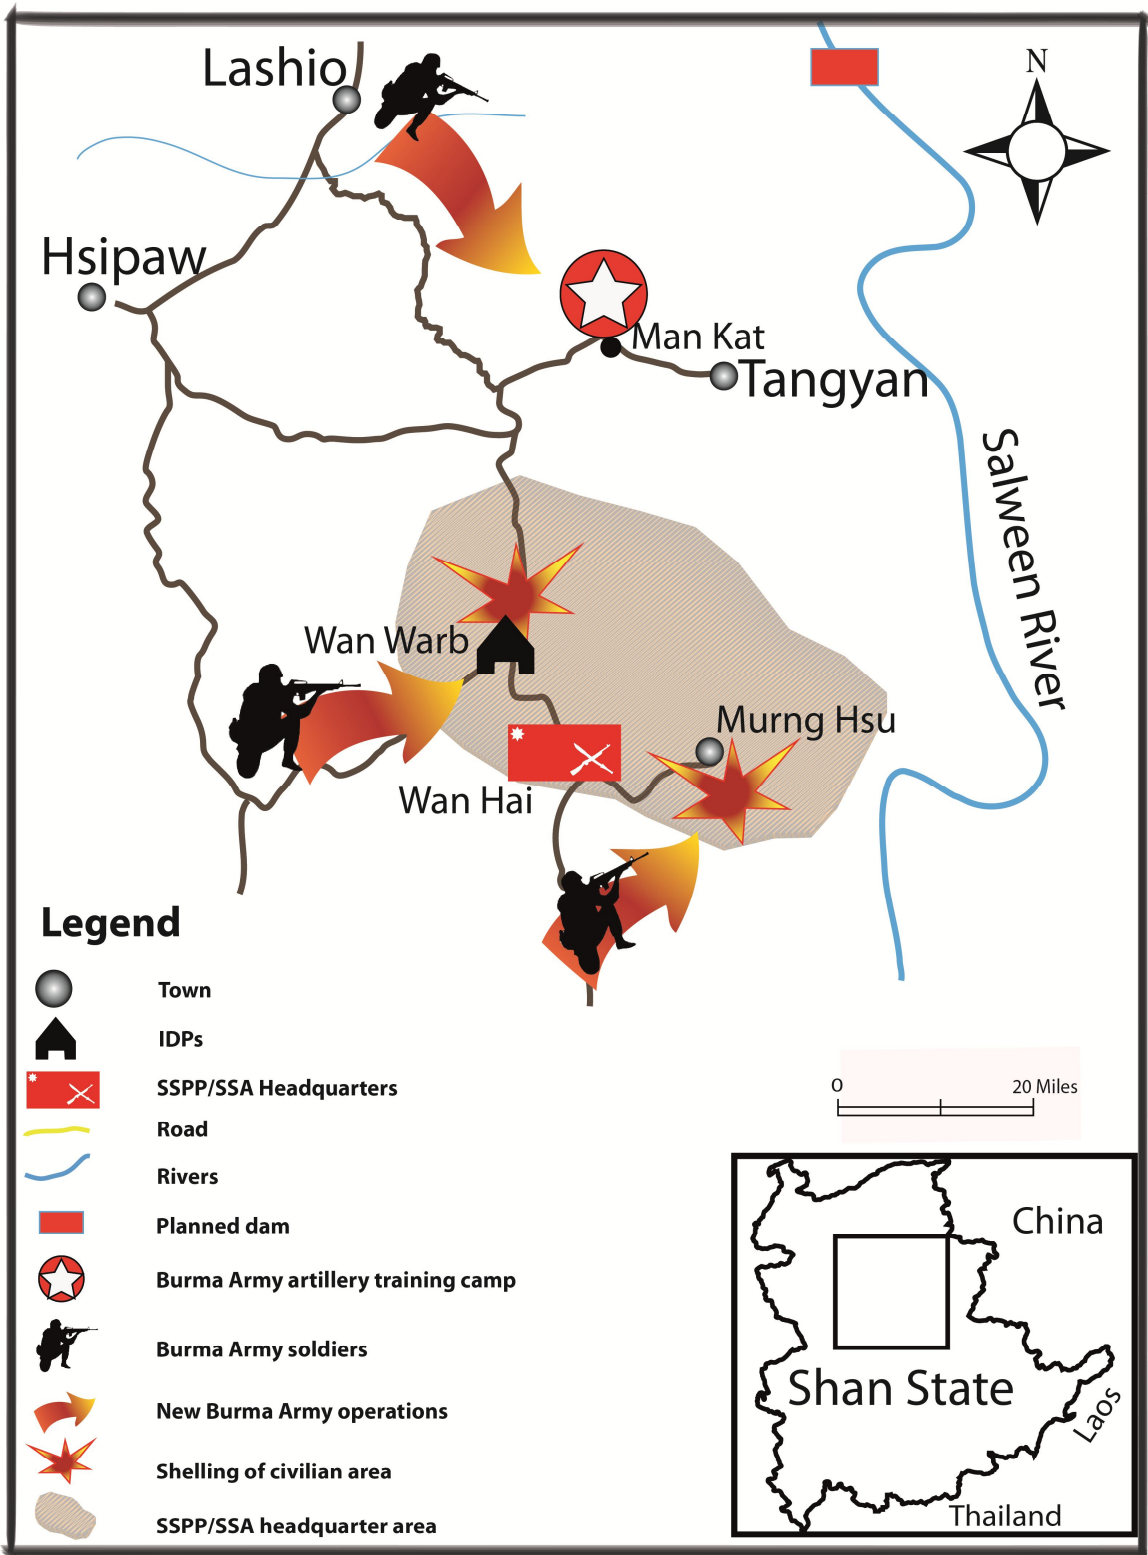 Lashio
N
Hsipaw
Man Kat
Tangyan
Salween River
Wan Warb
Murng Hsu
Wan Hai
Legend
Town
IDPs
SSPP/SSA Headquarters
Road
Rivers
Planned dam
Burma Army artillery training camp
Burma Army soldiers
New Burma Army operations
Shelling of civilian area
SSPP/SSA headquarter area
0 20 Miles
China
Shan State
Laos
Thailand